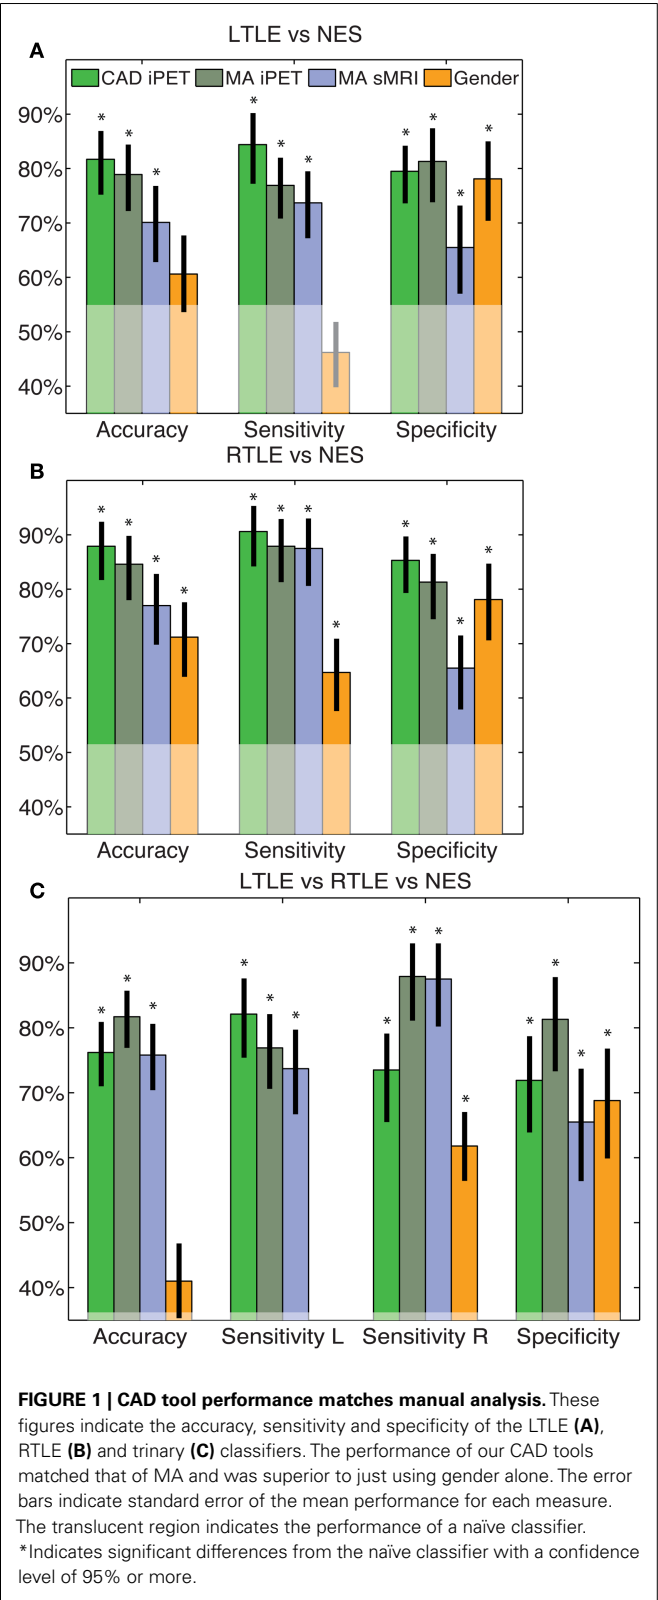 A
LTLE vs NES
CAD iPET MA iPET MA sMRI Gender
90%
80%
70%
60%
50%
40%
* * * * * * * * * *
Accuracy Sensitivity Specificity
B
RTLE vs NES
90%
80%
70%
60%
50%
40%
* * * * * * * * * * * *
Accuracy Sensitivity Specificity
C
LTLE vs RTLE vs NES
90%
80%
70%
60%
50%
40%
* * * * * * * * * * * * * *
Accuracy Sensitivity L Sensitivity R Specificity
FIGURE 1 | CAD tool performance matches manual analysis. These
figures indicate the accuracy, sensitivity and specificity of the LTLE (A),
RTLE (B) and trinary (C) classifiers. The performance of our CAD tools
matched that of MA and was superior to just using gender alone. The error
bars indicate standard error of the mean performance for each measure.
The translucent region indicates the performance of a naïve classifier.
*Indicates significant differences from the naïve classifier with a confidence
level of 95% or more.